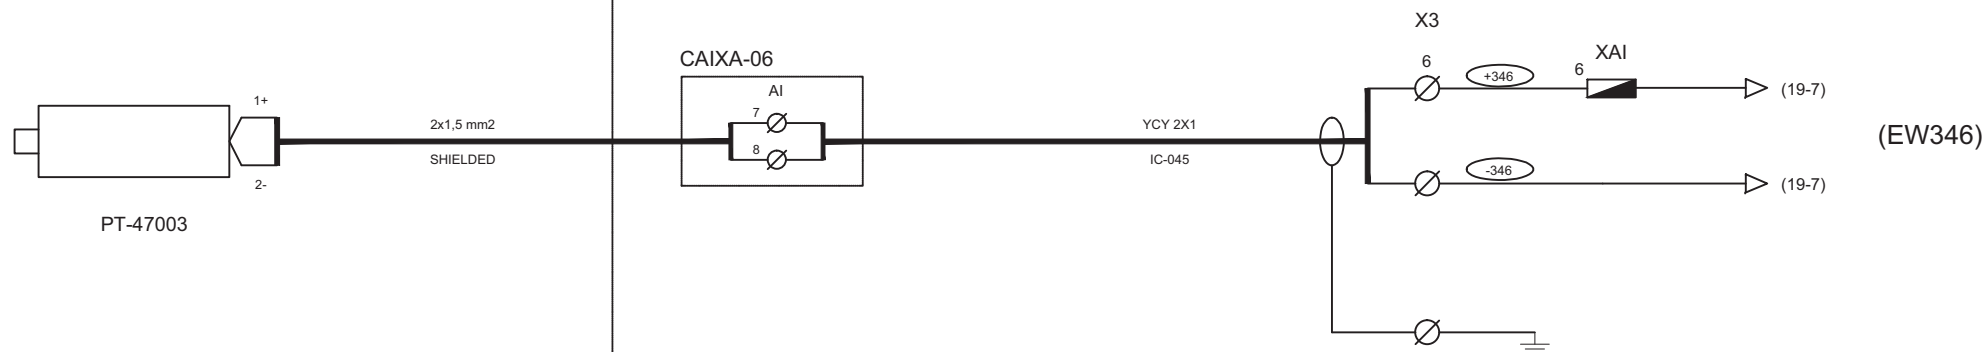 X3
CAIXA-06
XAI
6
6
+346
(19-7)
AI
1+
7
2x1,5 mm2
YCY 2X1
(EW346)
8
SHIELDED
IC-045
-346
2-
(19-7)
PT-47003